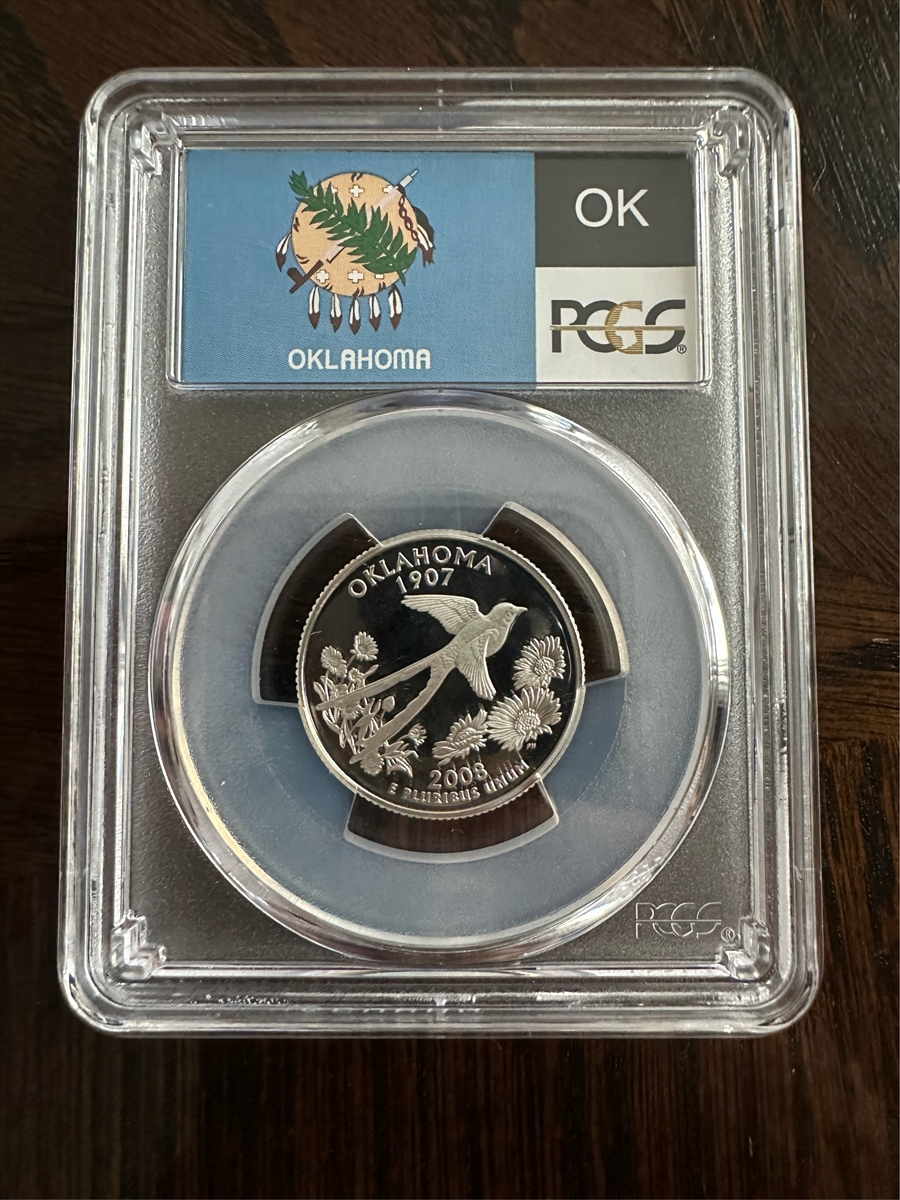 OK
PCGS®
OKLAHOMA
OKLAHOMA
1907
2008
E PLURIBUS UNUM
PCGS®